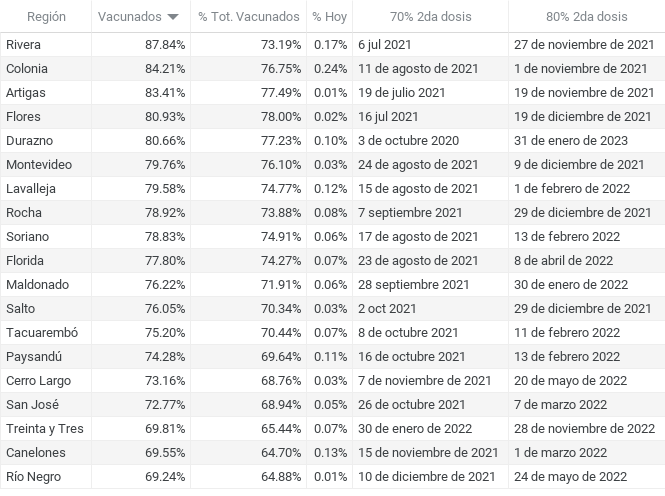 Región Vacunados % Tot. Vacunados % Hoy 70% 2da dosis 80% 2da dosis
Rivera 87.84% 73.19% 0.17% 6 jul 2021 27 de noviembre de 2021
Colonia 84.21% 76.75% 0.24% 11 de agosto de 2021 1 de noviembre de 2021
Artigas 83.41% 77.49% 0.01% 19 de julio de 2021 19 de noviembre de 2021
Flores 80.93% 78.00% 0.02% 16 jul 2021 19 de diciembre de 2021
Durazno 80.66% 77.23% 0.10% 3 de octubre 2020 31 de enero de 2023
Montevideo 79.76% 76.10% 0.03% 24 de agosto de 2021 9 de diciembre de 2021
Lavalleja 79.58% 74.77% 0.12% 15 de agosto de 2021 1 de febrero de 2022
Rocha 78.92% 73.88% 0.08% 7 septiembre 2021 29 de diciembre de 2021
Soriano 78.83% 74.91% 0.06% 17 de agosto de 2021 13 de febrero 2022
Florida 77.80% 74.27% 0.07% 23 de agosto de 2021 8 de abril de 2022
Maldonado 76.22% 71.91% 0.06% 28 septiembre 2021 30 de enero de 2022
Salto 76.05% 70.34% 0.03% 2 oct 2021 29 de diciembre de 2021
Tacuarembó 75.20% 70.44% 0.07% 8 de octubre 2021 11 de febrero 2022
Paysandú 74.28% 69.64% 0.11% 16 de octubre 2021 13 de febrero 2022
Cerro Largo 73.16% 68.76% 0.03% 7 de noviembre de 2021 20 de mayo de 2022
San José 72.77% 68.94% 0.05% 26 de octubre 2021 7 de marzo 2022
Treinta y Tres 69.81% 65.44% 0.07% 30 de enero de 2022 28 de noviembre de 2022
Canelones 69.55% 64.70% 0.13% 15 de noviembre de 2021 1 de marzo 2022
Río Negro 69.24% 64.88% 0.01% 10 de diciembre de 2021 24 de mayo de 2022